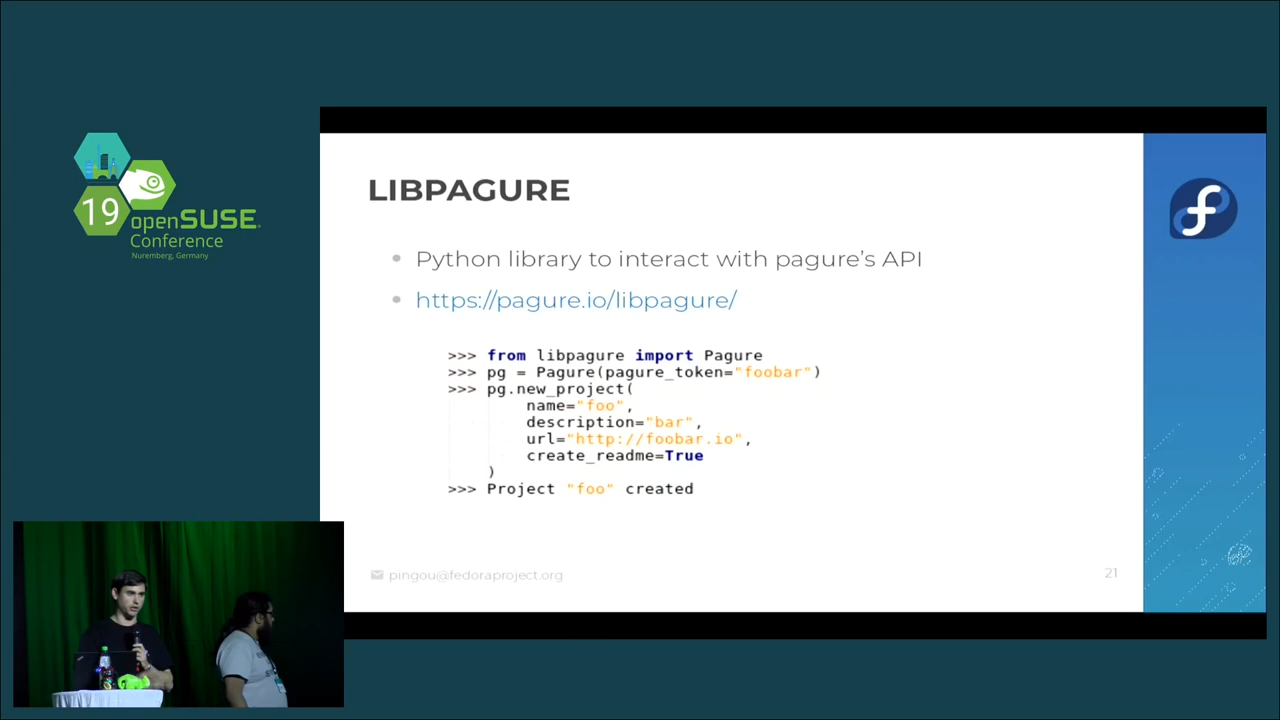 19
openSUSE
Conference
Nuremberg, Germany
LIBPAGURE
Python library to interact with pagure's API
https://pagure.io/libpagure/
>>> from libpagure import Pagure
>>> pg = Pagure(pagure_token="foobar")
>>> pg.new_project(
name="foo",
description="bar",
url="http://foobar.io",
create_readme=True
)
>>> Project "foo" created
pingou@fedoraproject.org
21